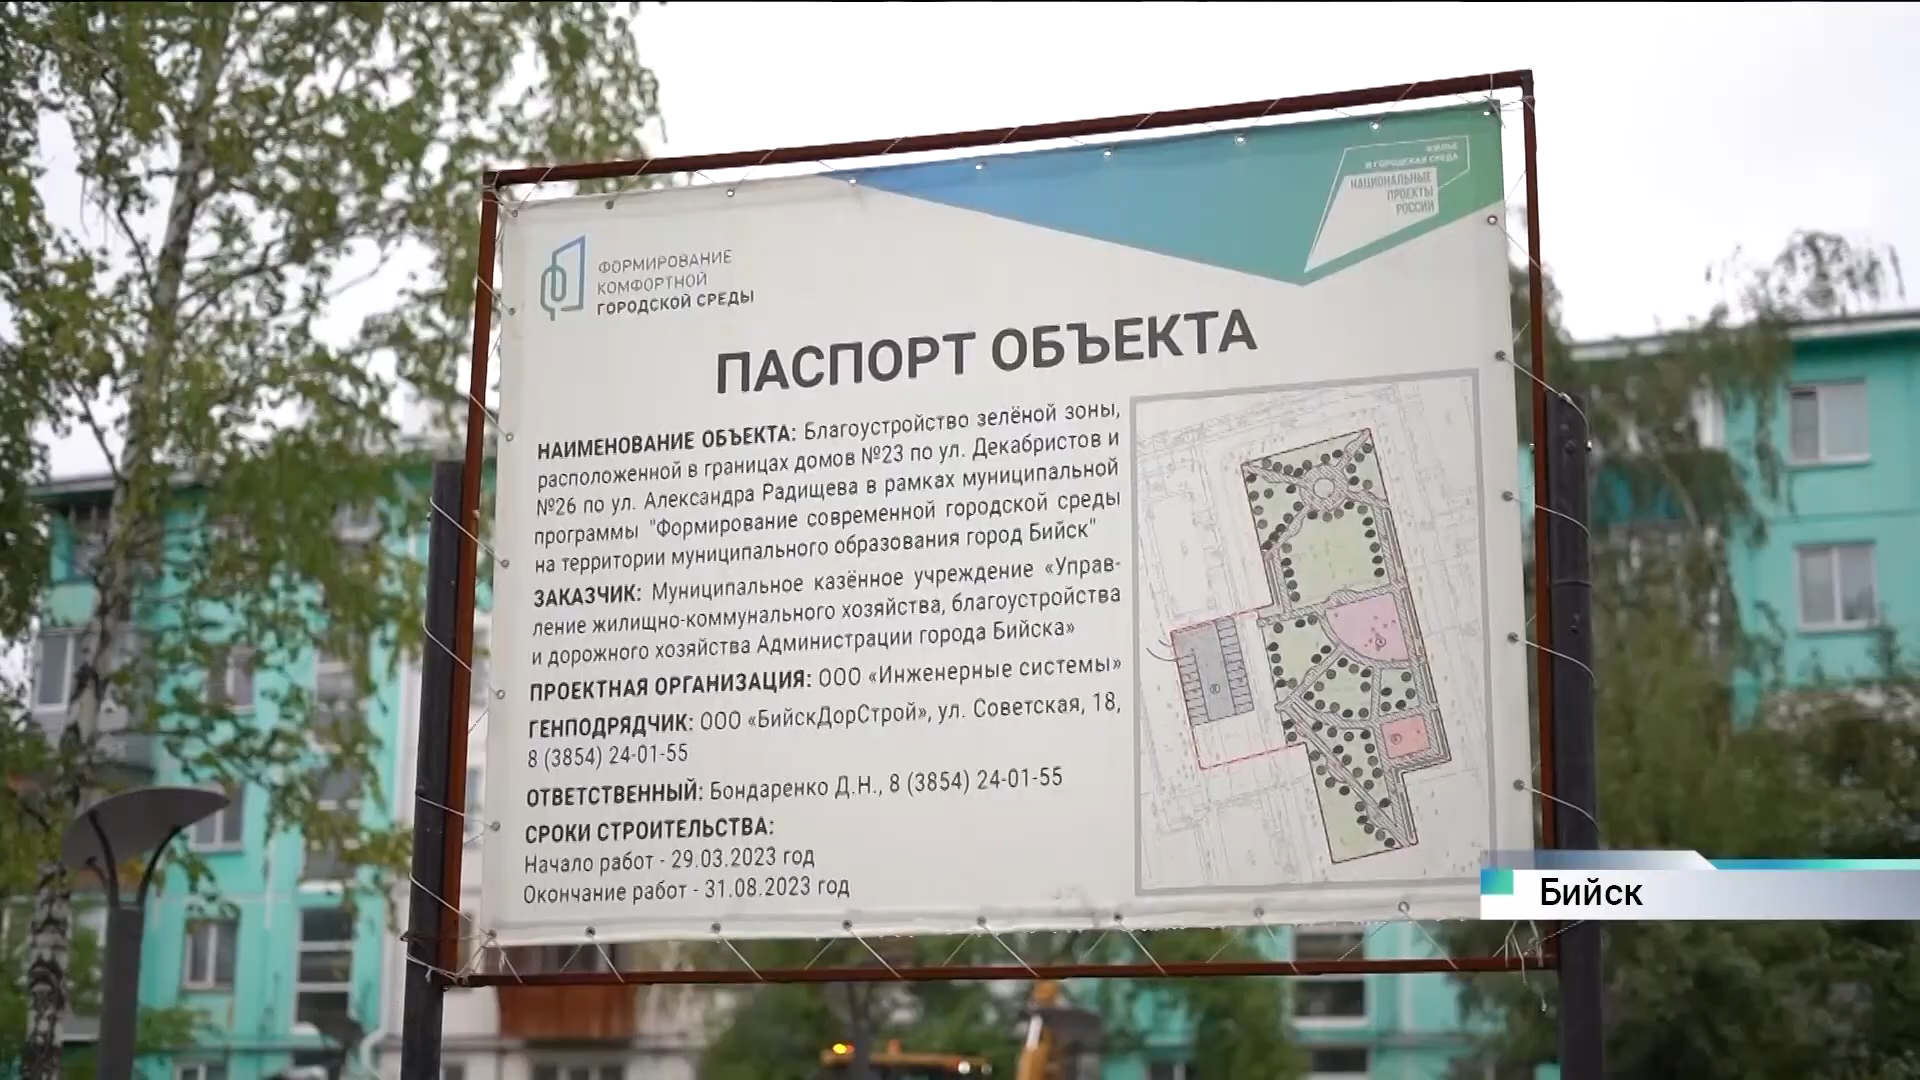 ЖИЛЬЁ
И ГОРОДСКАЯ СРЕДА
НАЦИОНАЛЬНЫЕ
ПРОЕКТЫ
РОССИИ
ФОРМИРОВАНИЕ
КОМФОРТНОЙ
ГОРОДСКОЙ СРЕДЫ
ПАСПОРТ ОБЪЕКТА
НАИМЕНОВАНИЕ ОБЪЕКТА: Благоустройство зелёной зоны,
расположенной в границах домов №23 по ул. Декабристов и
№26 по ул. Александра Радищева в рамках муниципальной
программы "Формирование современной городской среды
на территории муниципального образования город Бийск"
ЗАКАЗЧИК: Муниципальное казённое учреждение «Управ-
ление жилищно-коммунального хозяйства, благоустройства
и дорожного хозяйства Администрации города Бийска»
ПРОЕКТНАЯ ОРГАНИЗАЦИЯ: ООО «Инженерные системы»
ГЕНПОДРЯДЧИК: ООО «БийскДорСтрой», ул. Советская, 18,
8 (3854) 24-01-55
ОТВЕТСТВЕННЫЙ: Бондаренко Д.Н., 8 (3854) 24-01-55
СРОКИ СТРОИТЕЛЬСТВА:
Начало работ - 29.03.2023 год
Окончание работ - 31.08.2023 год
Бийск